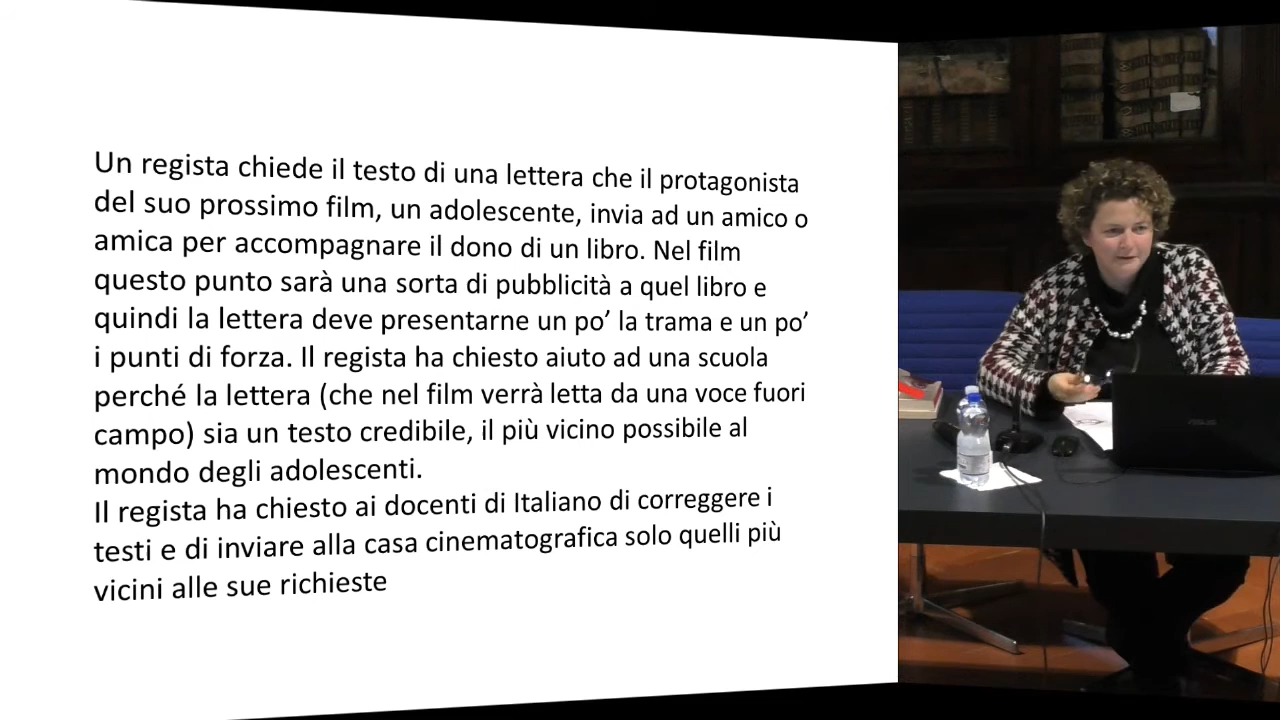 Un regista chiede il testo di una lettera che il protagonista
del suo prossimo film, un adolescente, invia ad un amico o
amica per accompagnare il dono di un libro. Nel film
questo punto sarà una sorta di pubblicità a quel libro e
quindi la lettera deve presentarne un po’ la trama e un po’
i punti di forza. Il regista ha chiesto aiuto ad una scuola
perché la lettera (che nel film verrà letta da una voce fuori
campo) sia un testo credibile, il più vicino possibile al
mondo degli adolescenti.
Il regista ha chiesto ai docenti di Italiano di correggere i
testi e di inviare alla casa cinematografica solo quelli più
vicini alle sue richieste
ASUS